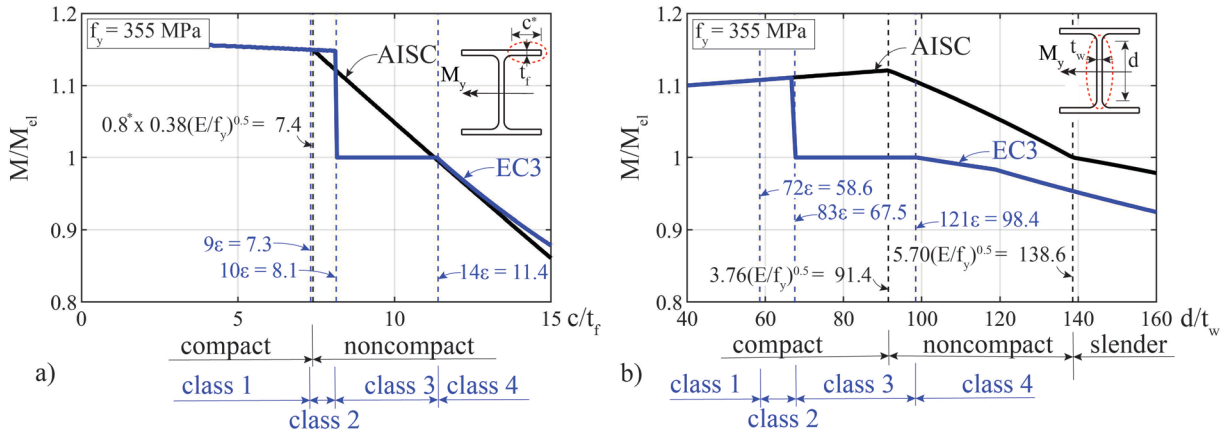 f_y = 355 MPa
c*
t_f
M_y
AISC
0.8* x 0.38(E/f_y)^0.5 = 7.4
EC3
9ε = 7.3
10ε = 8.1
14ε = 11.4
M/M_el
1.2
1.15
1.1
1
0.9
0.8
0
5
10
15 c/t_f
compact
noncompact
a)
class 1
class 2
class 3
class 4
f_y = 355 MPa
t_w
d
M_y
AISC
EC3
72ε = 58.6
83ε = 67.5
121ε = 98.4
5.70(E/f_y)^0.5 = 138.6
3.76(E/f_y)^0.5 = 91.4
M/M_el
1.2
1.1
1
0.9
0.8
40
60
80
100
120
140
160
d/t_w
compact
noncompact
slender
b)
class 1
class 2
class 3
class 4